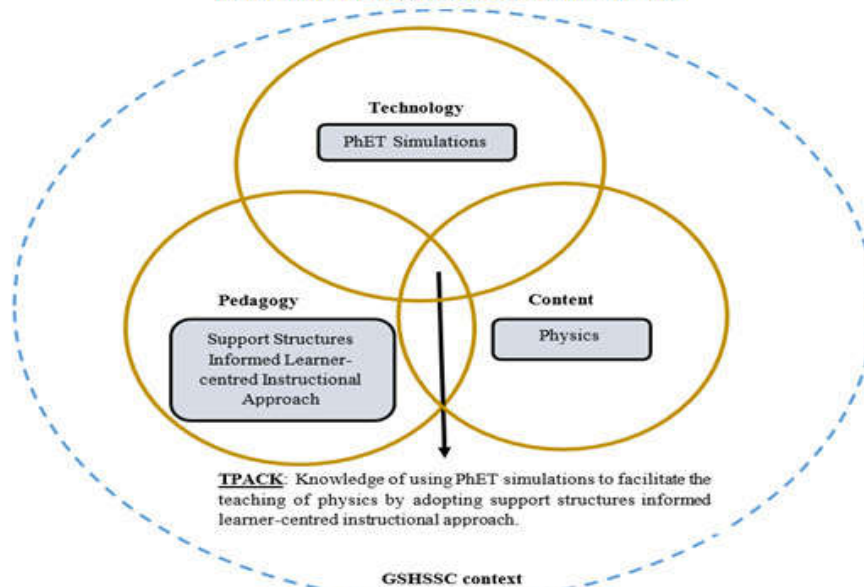 Technology
PhET Simulations
Pedagogy
Content
Support Structures
Informed Learner-
centred Instructional
Approach
Physics
TPACK: Knowledge of using PhET simulations to facilitate the
teaching of physics by adopting support structures informed
learner-centred instructional approach.
GSHSSC context